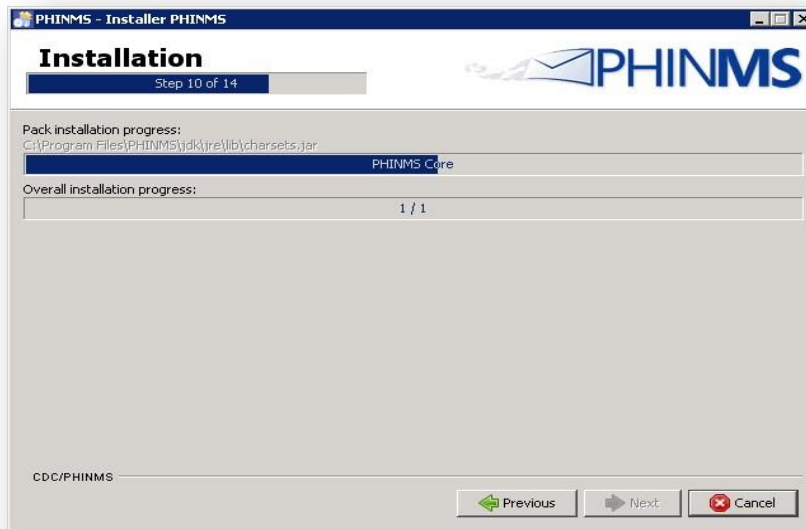 PHINMS - Installer PHINMS
Installation
Step 10 of 14
PHINMS
Pack installation progress:
C:\Program Files\PHINMS\jdk\jre\lib\charsets.jar
PHINMS Core
Overall installation progress:
1 / 1
CDC/PHINMS
Previous Next Cancel